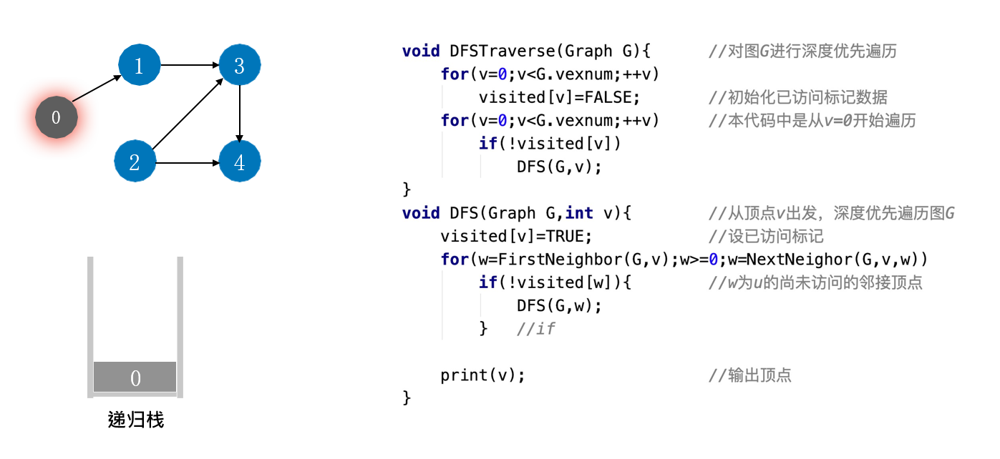 1
3
0
2
4
0
递归栈
void DFSTraverse(Graph G){ //对图G进行深度优先遍历
for(v=0;v<G.vexnum;++v)
visited[v]=FALSE; //初始化已访问标记数据
for(v=0;v<G.vexnum;++v) //本代码中是从v=0开始遍历
if(!visited[v])
DFS(G,v);
}
void DFS(Graph G,int v){ //从顶点v出发，深度优先遍历图G
visited[v]=TRUE; //设已访问标记
for(w=FirstNeighbor(G,v);w>=0;w=NextNeighor(G,v,w))
if(!visited[w]){ //w为u的尚未访问的邻接顶点
DFS(G,w);
} //if
print(v); //输出顶点
}